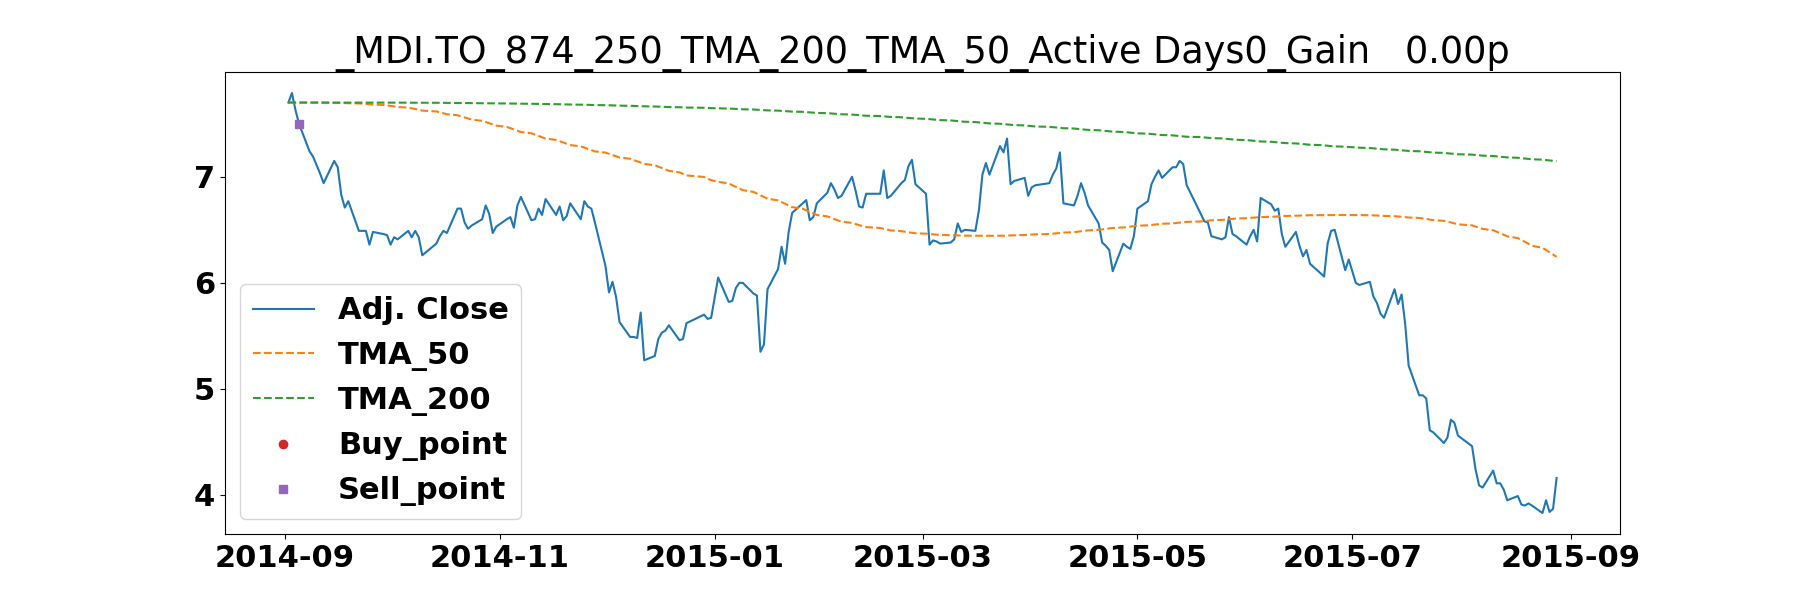 _MDI.TO_874_250_TMA_200_TMA_50_Active Days0_Gain   0.00p
7
6
5
4
Adj. Close
TMA_50
TMA_200
Buy_point
Sell_point
2014-09 2014-11 2015-01 2015-03 2015-05 2015-07 2015-09